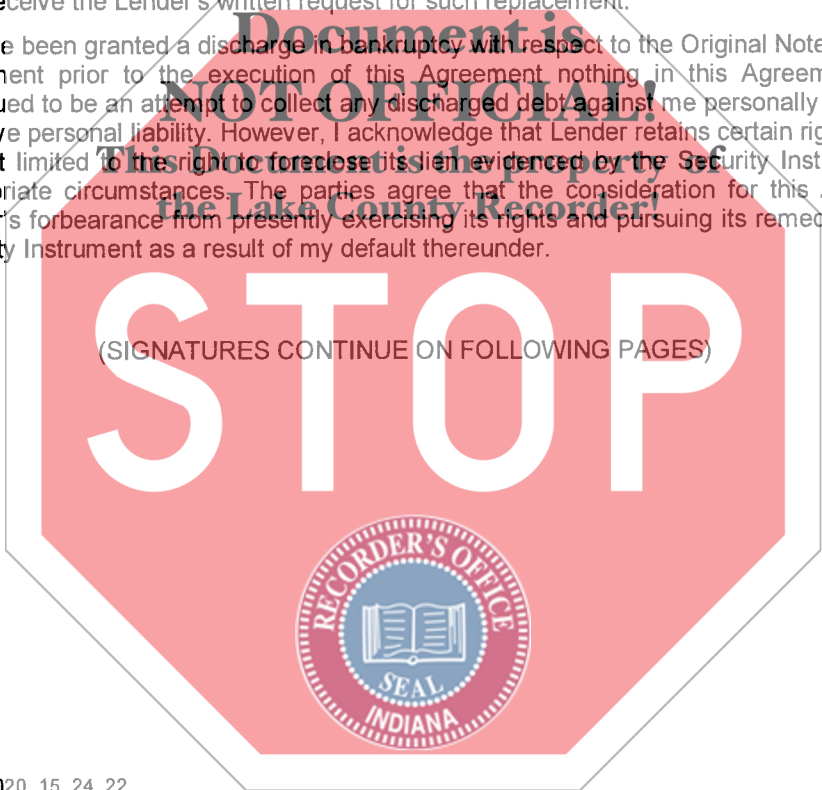 eceive the Lender's written request for such replacement.
Document is
e been granted a discharge in bankruptcy with respect to the Original Note
ent prior to the execution of this Agreement nothing in this Agreem
NOT OFFICIAL!
ued to be an attempt to collect any discharged debt against me personally
e personal liability. However, I acknowledge that Lender retains certain rig
This Document is the property of
t limited to the right to foreclose its lien evidenced by the Security Inst
riate circumstances. The parties agree that the consideration for this
the Lake County Recorder!
's forbearance from presently exercising its rights and pursuing its remed
y Instrument as a result of my default thereunder.
STOP
(SIGNATURES CONTINUE ON FOLLOWING PAGES)
RECORDER'S OFFICE
SEAL
INDIANA
20 15 24 22